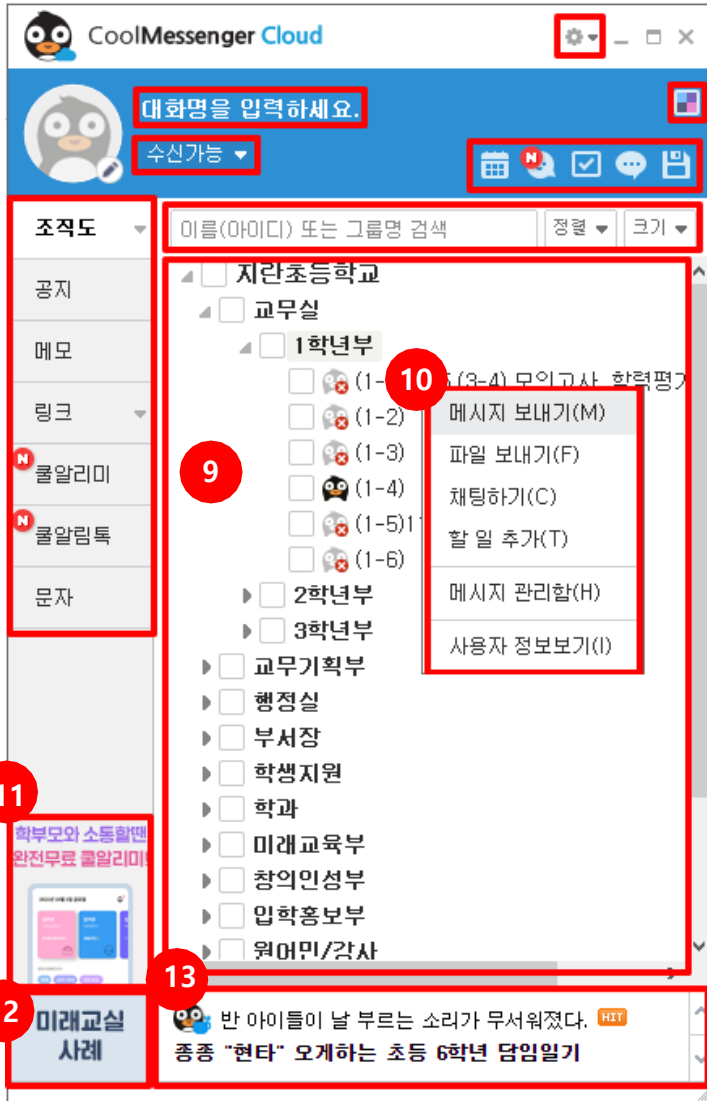 CoolMessenger Cloud
대화명을 입력하세요.
수신가능
N
조직도
이름(아이디) 또는 그룹명 검색
정렬
크기
공지
메모
링크
N
쿨알리미
N
쿨알림톡
문자
지란초등학교
교무실
1학년부
(3-4) 모의고사, 학력평가
(1-2)
(1-3)
(1-4)
(1-5)
(1-6)
2학년부
3학년부
교무기획부
행정실
부서장
학생지원
학과
미래교육부
창의인성부
입학홍보부
원어민/강사
9
10
메시지 보내기(M)
파일 보내기(F)
채팅하기(C)
할 일 추가(T)
메시지 관리함(H)
사용자 정보보기(I)
11
학부모와 소통할땐
완전무료 쿨알리미!
2
미래교실
사례
13
반 아이들이 날 부르는 소리가 무서워졌다. HIT
종종 "현타" 오게하는 초등 6학년 담임일기